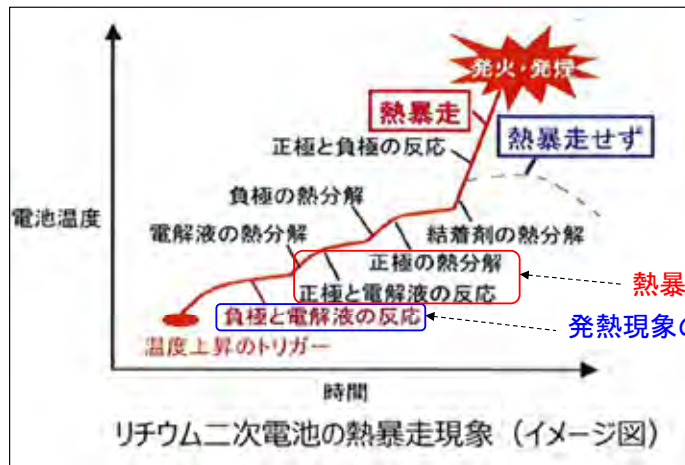 発火・発煙
熱暴走
正極と負極の反応
熱暴走せず
負極の熱分解
電池温度
電解液の熱分解
結着剤の熱分解
正極の熱分解
正極と電解液の反応
熱暴
負極と電解液の反応
発熱現象の
温度上昇のトリガー
時間
リチウム二次電池の熱暴走現象（イメージ図）